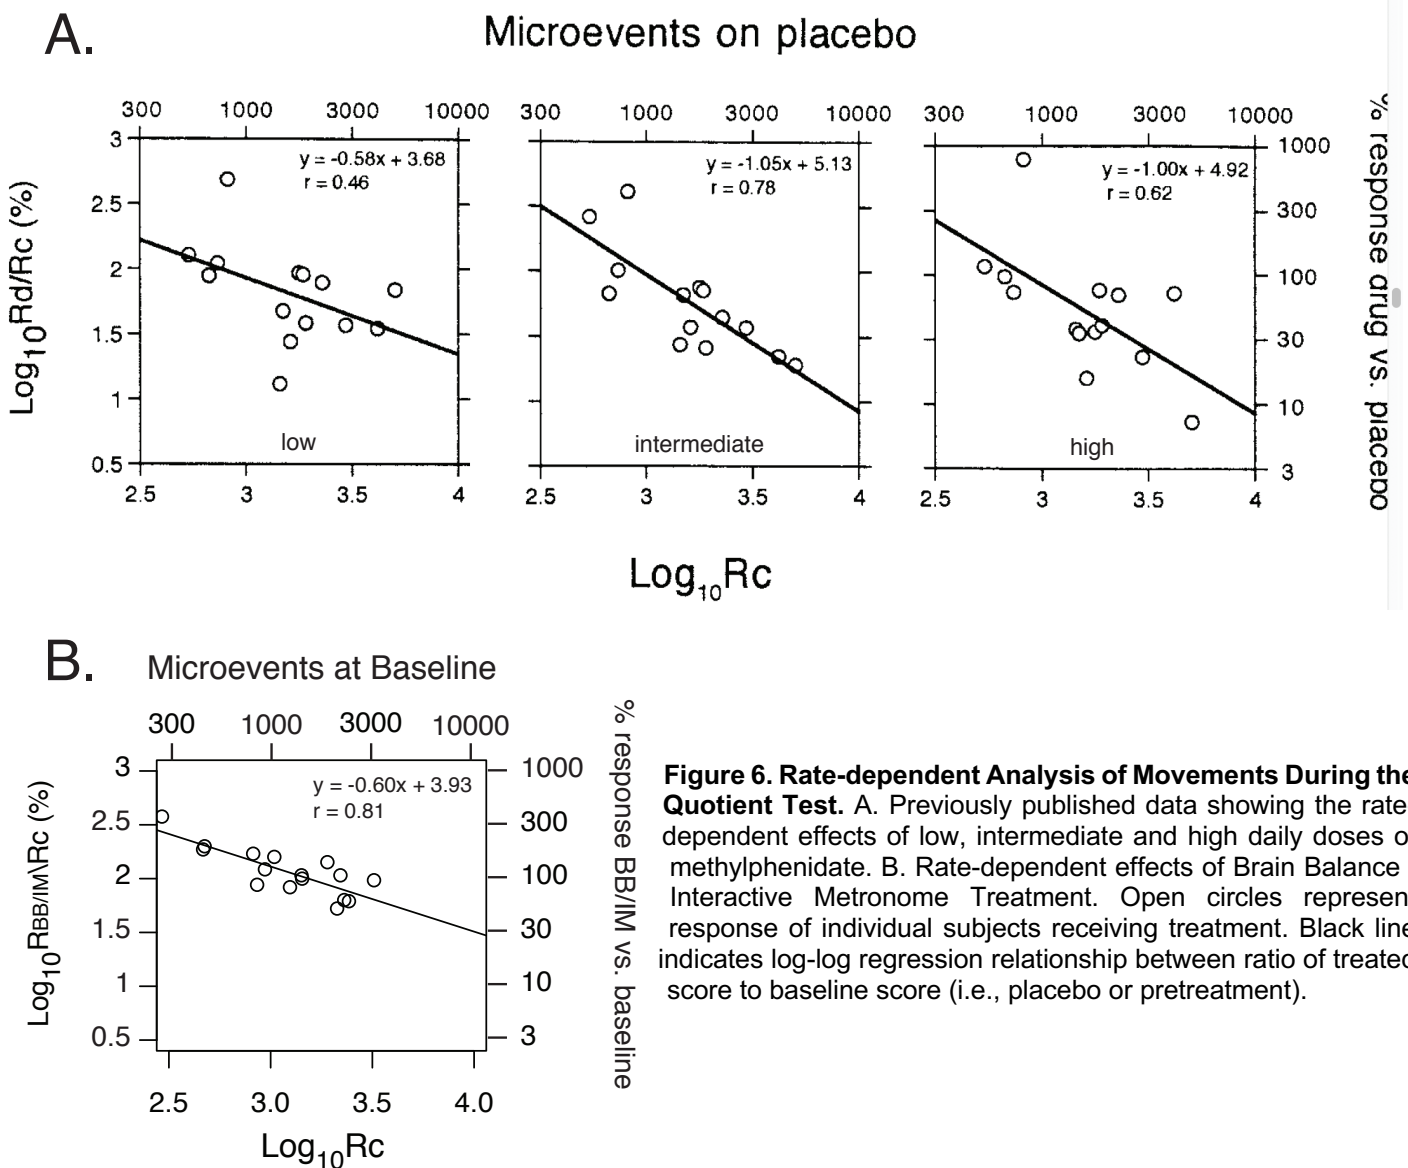 A.
Microevents on placebo
300 1000 3000 10000
300 1000 3000 10000
300 1000 3000 10000
y = -0.58x + 3.68
r = 0.46
y = -1.05x + 5.13
r = 0.78
y = -1.00x + 4.92
r = 0.62
Log10Rd/Rc (%)
3
2.5
2
1.5
1
0.5
1000
300
100
30
10
3
% response drug vs. placebo
low
intermediate
high
2.5 3 3.5 4
2.5 3 3.5 4
2.5 3 3.5 4
Log10Rc
B.
Microevents at Baseline
300 1000 3000 10000
y = -0.60x + 3.93
r = 0.81
Log10RBB/IM\Rc (%)
3
2.5
2
1.5
1
0.5
1000
300
100
30
10
3
% response BB/IM vs. baseline
2.5 3.0 3.5 4.0
Log10Rc
Figure 6. Rate-dependent Analysis of Movements During the
Quotient Test. A. Previously published data showing the rate
dependent effects of low, intermediate and high daily doses o
methylphenidate. B. Rate-dependent effects of Brain Balance
Interactive Metronome Treatment. Open circles represen
response of individual subjects receiving treatment. Black line
indicates log-log regression relationship between ratio of treated
score to baseline score (i.e., placebo or pretreatment).